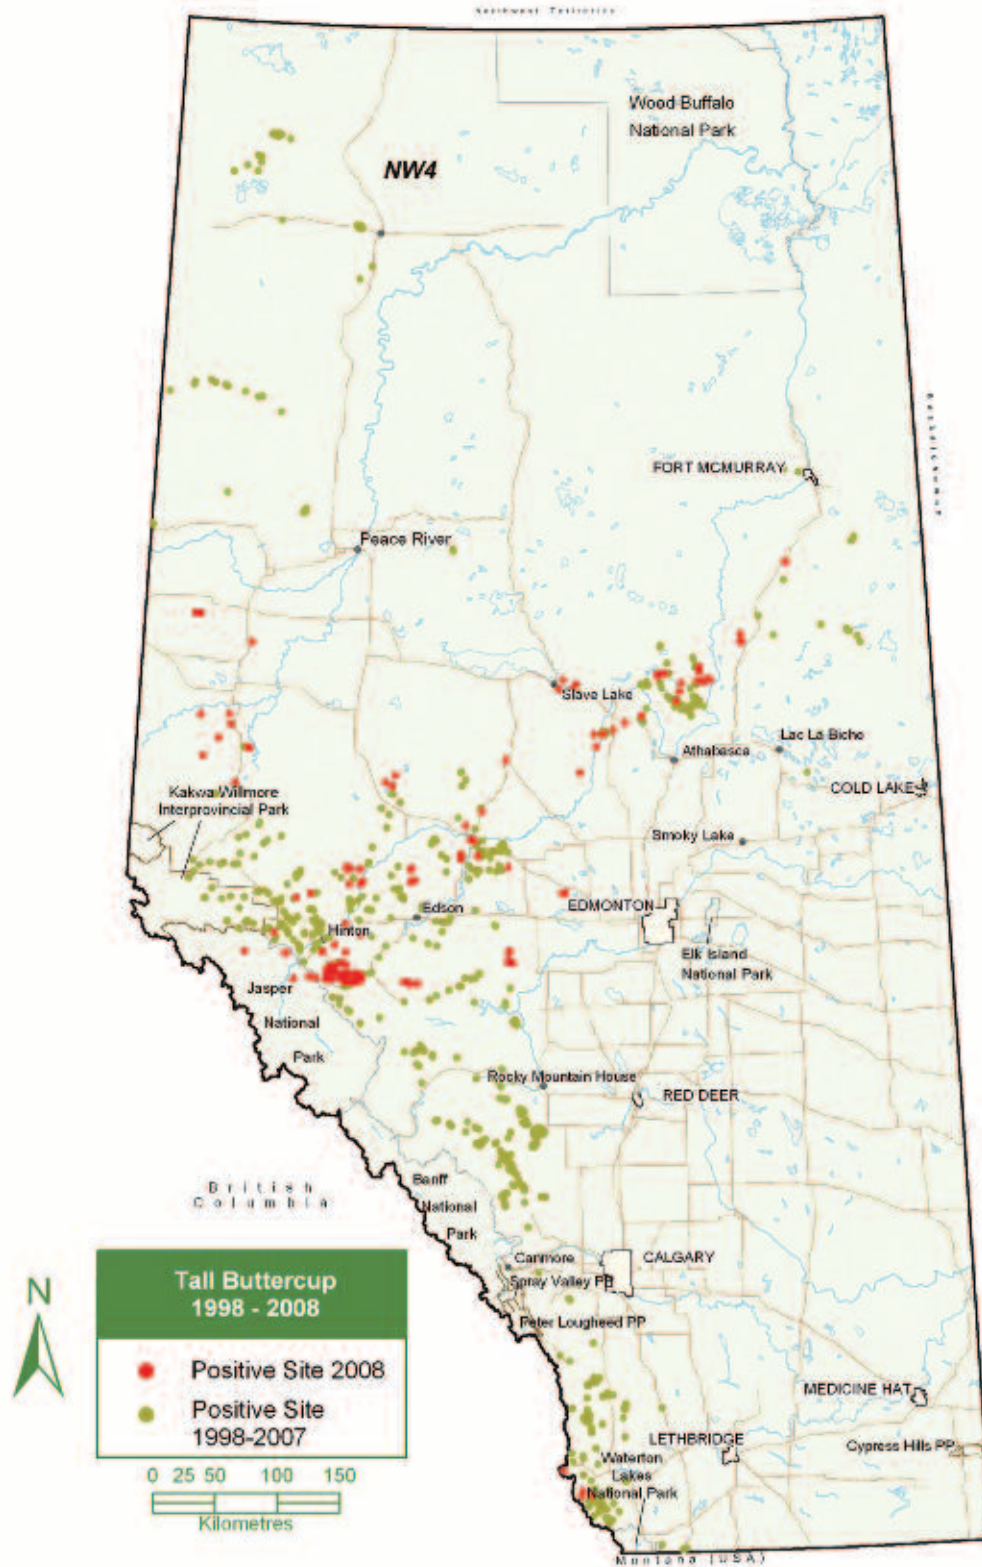 Northwest Territories
Wood Buffalo
National Park
NW4
FORT MCMURRAY
Peace River
Slave Lake
Athabasca
Lac La Biche
COLD LAKE
Kakwa Willmore
Interprovincial Park
Smoky Lake
EDMONTON
Edson
Hinton
Elk Island
National Park
Jasper
National
Park
Rocky Mountain House
RED DEER
British
Columbia
Banff
National
Park
Canmore
CALGARY
Spray Valley PP
Peter Lougheed PP
MEDICINE HAT
LETHBRIDGE
Cypress Hills PP
Waterton
Lakes
National Park
Montana (USA)
N
Tall Buttercup
1998 - 2008
Positive Site 2008
Positive Site
1998-2007
0 25 50 100 150
Kilometres